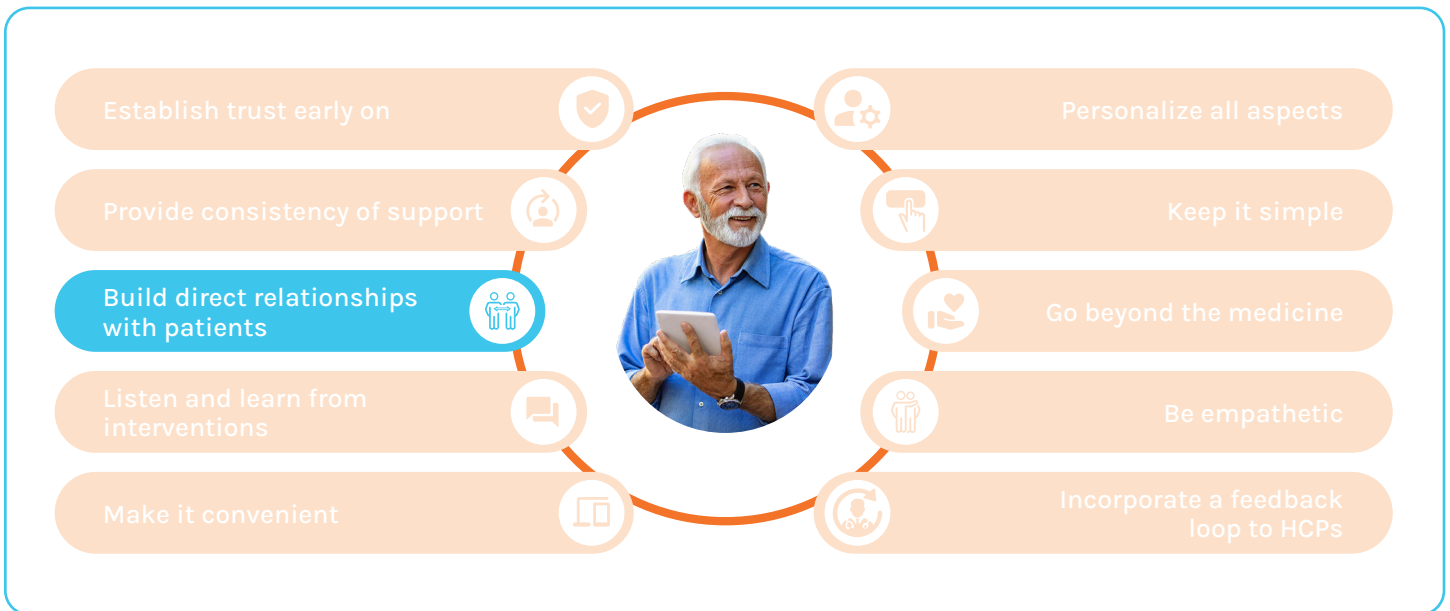 Establish trust early on
Provide consistency of support
Build direct relationships
with patients
Listen and learn from
interventions
Make it convenient
Personalize all aspects
Keep it simple
Go beyond the medicine
Be empathetic
Incorporate a feedback
loop to HCPs